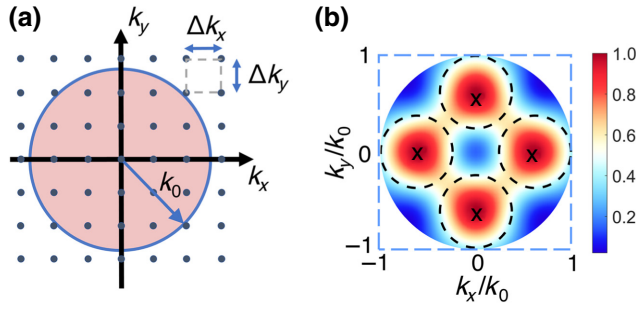 (a)
k_y
Δk_x
Δk_y
k_0
k_x
(b)
1
0
−1
k_y/k_0
x
x
x
x
−1
0
1
k_x/k_0
1.0
0.8
0.6
0.4
0.2